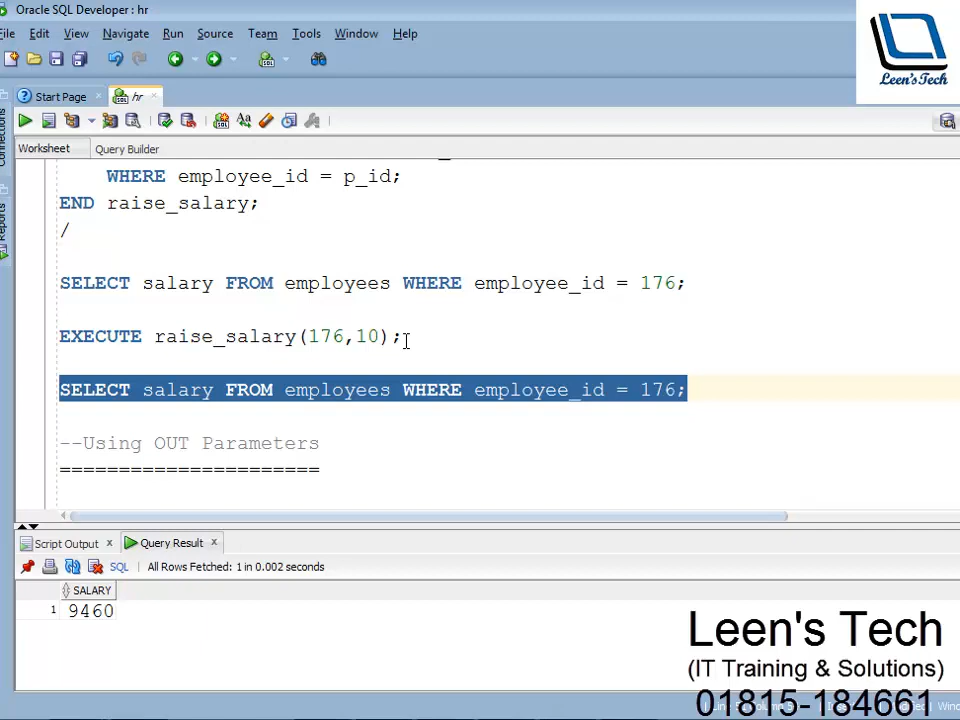 Oracle SQL Developer : hr
File Edit View Navigate Run Source Team Tools Window Help
Leen's Tech
Start Page hr
Connections
Reports
Worksheet Query Builder
WHERE employee_id = p_id;
END raise_salary;
/
SELECT salary FROM employees WHERE employee_id = 176;
EXECUTE raise_salary(176,10);
SELECT salary FROM employees WHERE employee_id = 176;
--Using OUT Parameters
======================
Script Output Query Result
SQL All Rows Fetched: 1 in 0.002 seconds
SALARY
1 9460
Leen's Tech
(IT Training & Solutions)
01815-184661